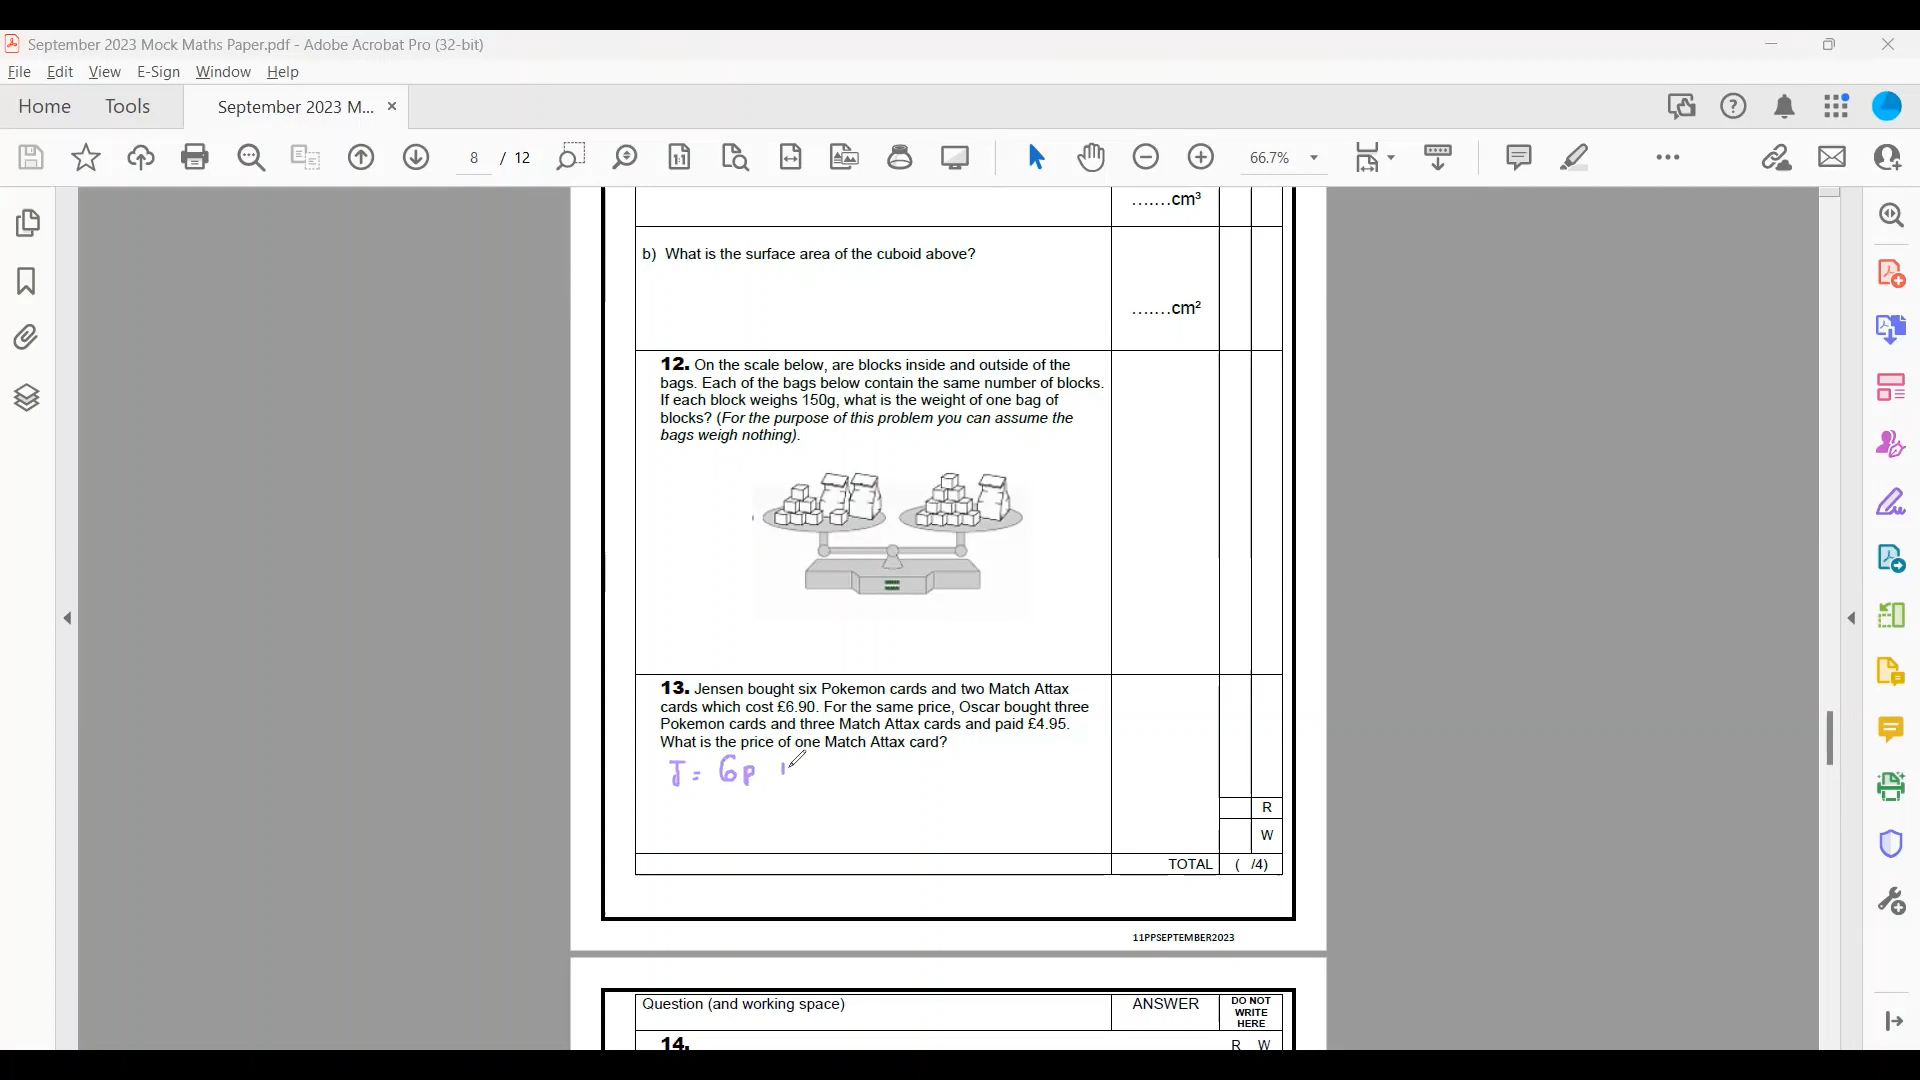 September 2023 Mock Maths Paper.pdf - Adobe Acrobat Pro (32-bit)
File Edit View E-Sign Window Help
Home Tools September 2023 M... ×
8 / 12 66.7%
.......cm³
b) What is the surface area of the cuboid above?
.......cm²
12. On the scale below, are blocks inside and outside of the
bags. Each of the bags below contain the same number of blocks.
If each block weighs 150g, what is the weight of one bag of
blocks? (For the purpose of this problem you can assume the
bags weigh nothing).
13. Jensen bought six Pokemon cards and two Match Attax
cards which cost £6.90. For the same price, Oscar bought three
Pokemon cards and three Match Attax cards and paid £4.95.
What is the price of one Match Attax card?
J = 6p
R
W
TOTAL ( /4)
11PPSEPTEMBER2023
Question (and working space) ANSWER DO NOT
WRITE
HERE
14. R W